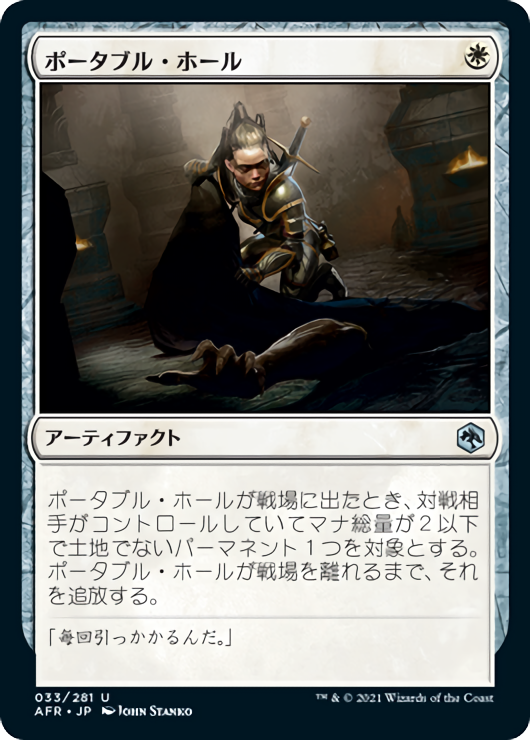 ポータブル・ホール
アーティファクト
ポータブル・ホールが戦場に出たとき、対戦相
手がコントロールしていてマナ総量が２以下
で土地でないパーマネント１つを対象とする。
ポータブル・ホールが戦場を離れるまで、それ
を追放する。
「毎回引っかかるんだ。」
033/281 U
™ & © 2021 Wizards of the Coast
AFR • JP John Stanko